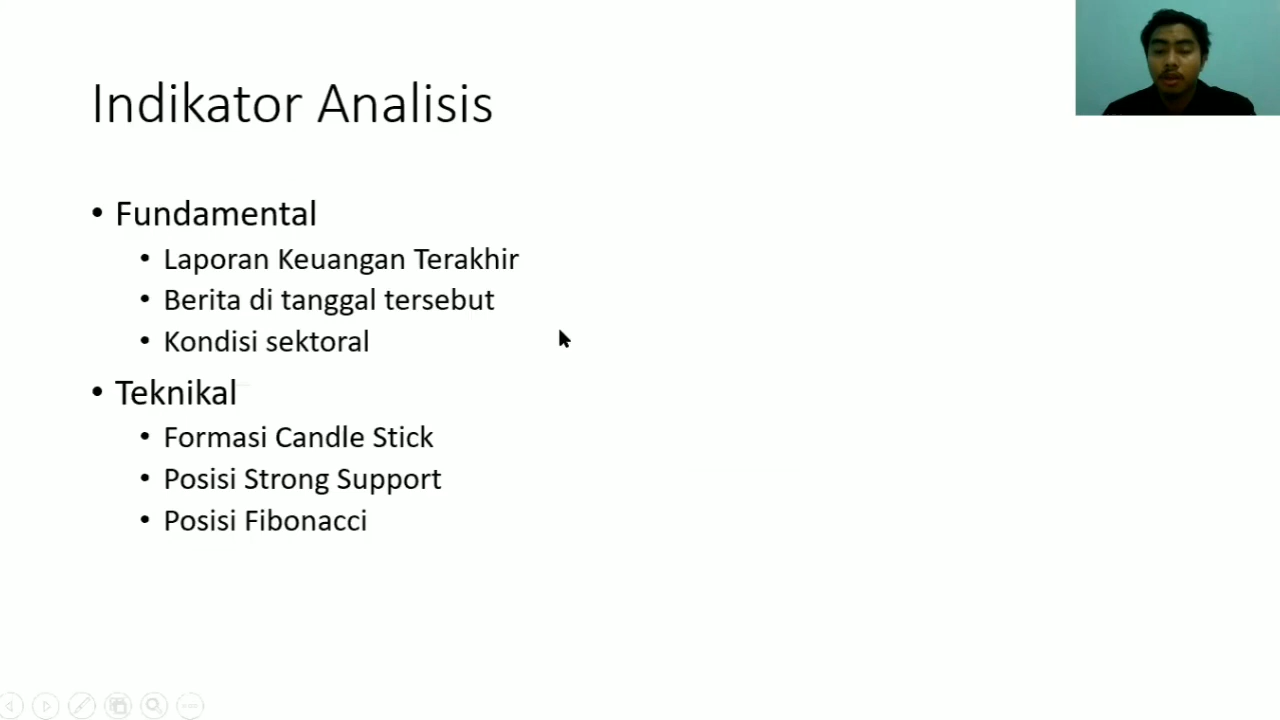 Indikator Analisis
• Fundamental
• Laporan Keuangan Terakhir
• Berita di tanggal tersebut
• Kondisi sektoral
• Teknikal
• Formasi Candle Stick
• Posisi Strong Support
• Posisi Fibonacci